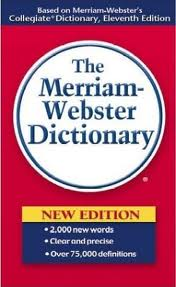 Based on Merriam-Webster's
Collegiate® Dictionary, Eleventh Edition
The
Merriam-
Webster
Dictionary
®
NEW EDITION
• 2,000 new words
• Clear and precise
• Over 75,000 definitions